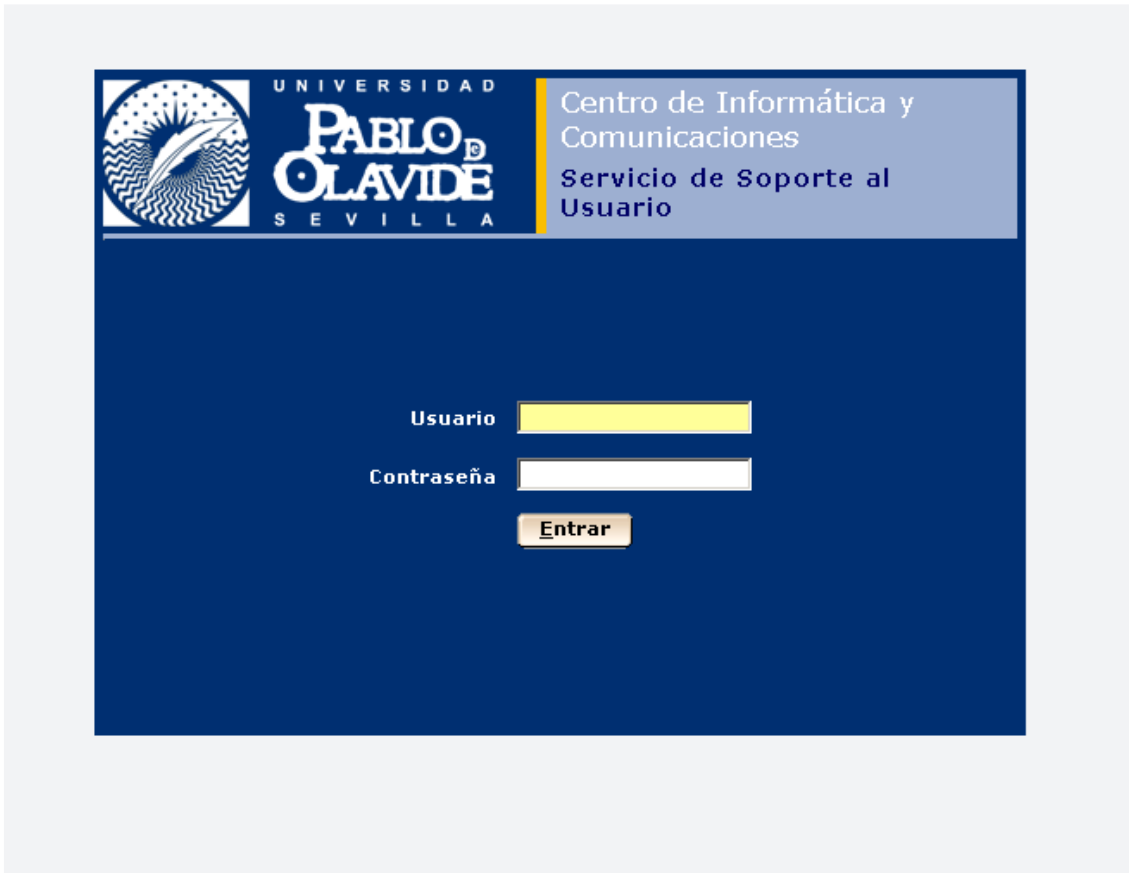 UNIVERSIDAD
PABLO DE
OLAVIDE
SEVILLA
Centro de Informática y
Comunicaciones
Servicio de Soporte al
Usuario
Usuario
Contraseña
Entrar